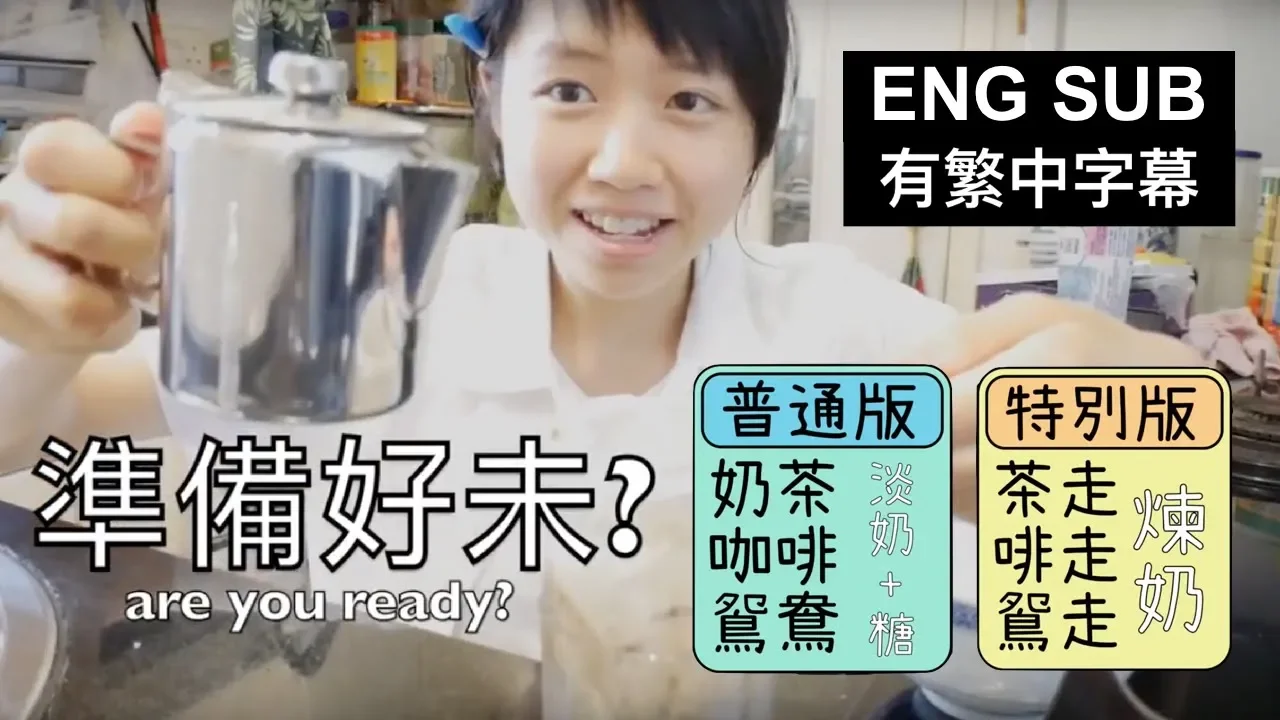 ENG SUB
有繁中字幕
準備好未?
are you ready?
普通版
奶茶
咖啡
鴛鴦
淡奶+糖
特別版
茶走
啡走
鴛走
煉奶